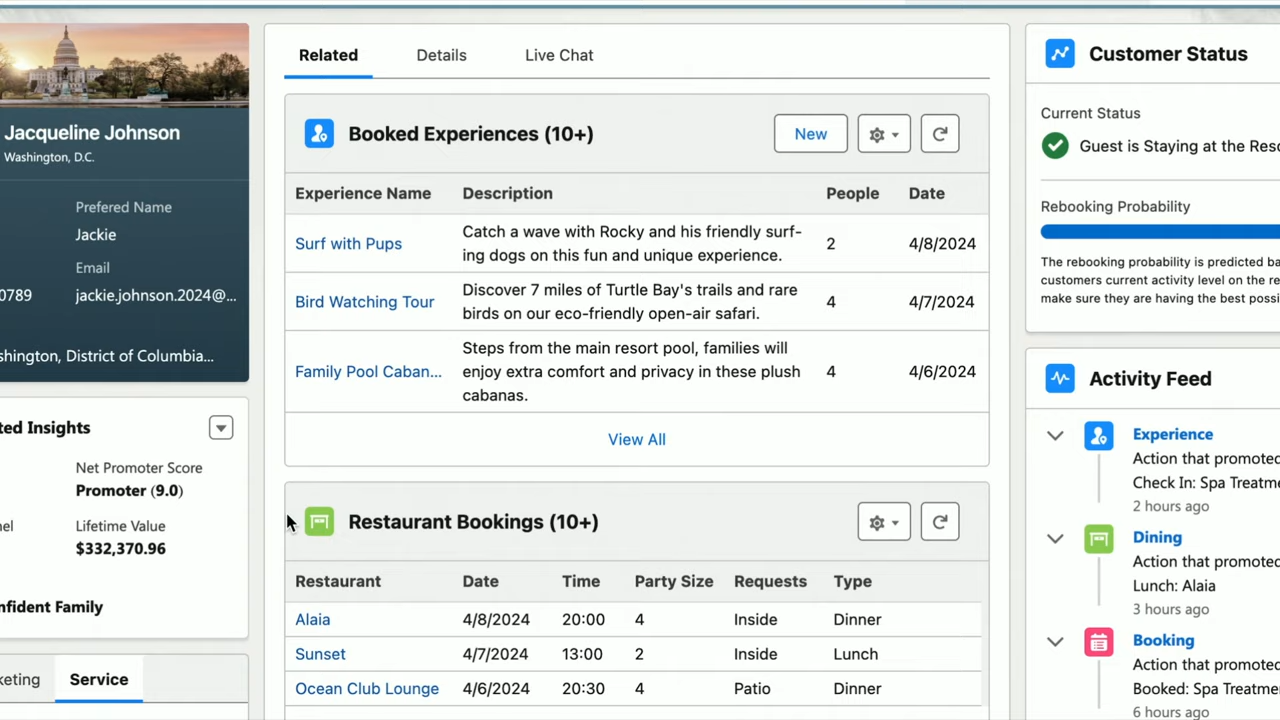 Jacqueline Johnson
Washington, D.C.
Prefered Name
Jackie
Email
0789
jackie.johnson.2024@...
shington, District of Columbia...
ted Insights
Net Promoter Score
Promoter (9.0)
nel
Lifetime Value
$332,370.96
nfident Family
keting
Service
Related
Details
Live Chat
Booked Experiences (10+)
New
Experience Name
Description
People
Date
Surf with Pups
Catch a wave with Rocky and his friendly surf-
ing dogs on this fun and unique experience.
2
4/8/2024
Bird Watching Tour
Discover 7 miles of Turtle Bay's trails and rare
birds on our eco-friendly open-air safari.
4
4/7/2024
Family Pool Caban...
Steps from the main resort pool, families will
enjoy extra comfort and privacy in these plush
cabanas.
4
4/6/2024
View All
Restaurant Bookings (10+)
Restaurant
Date
Time
Party Size
Requests
Type
Alaia
4/8/2024
20:00
4
Inside
Dinner
Sunset
4/7/2024
13:00
2
Inside
Lunch
Ocean Club Lounge
4/6/2024
20:30
4
Patio
Dinner
Customer Status
Current Status
Guest is Staying at the Reso
Rebooking Probability
The rebooking probability is predicted ba
customers current activity level on the re
make sure they are having the best possi
Activity Feed
Experience
Action that promoted
Check In: Spa Treatme
2 hours ago
Dining
Action that promoted
Lunch: Alaia
3 hours ago
Booking
Action that promoted
Booked: Spa Treatme
6 hours ago